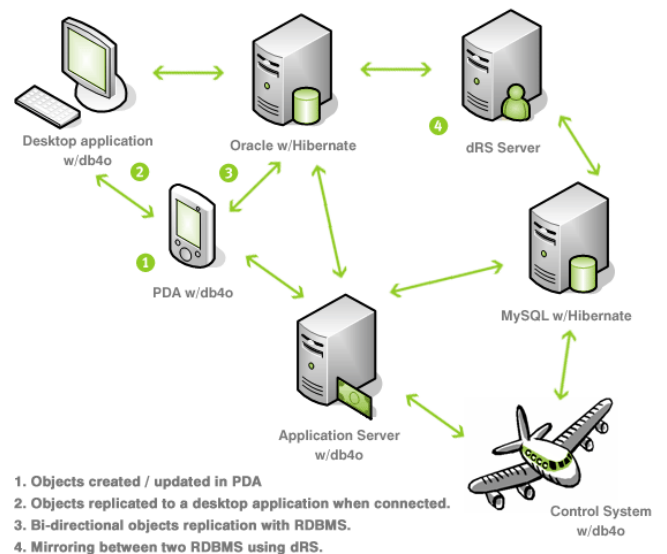 Desktop application
w/db4o
Oracle w/Hibernate
4
dRS Server
2
3
1
PDA w/db4o
MySQL w/Hibernate
Application Server
w/db4o
Control System
w/db4o
1. Objects created / updated in PDA
2. Objects replicated to a desktop application when connected.
3. Bi-directional objects replication with RDBMS.
4. Mirroring between two RDBMS using dRS.